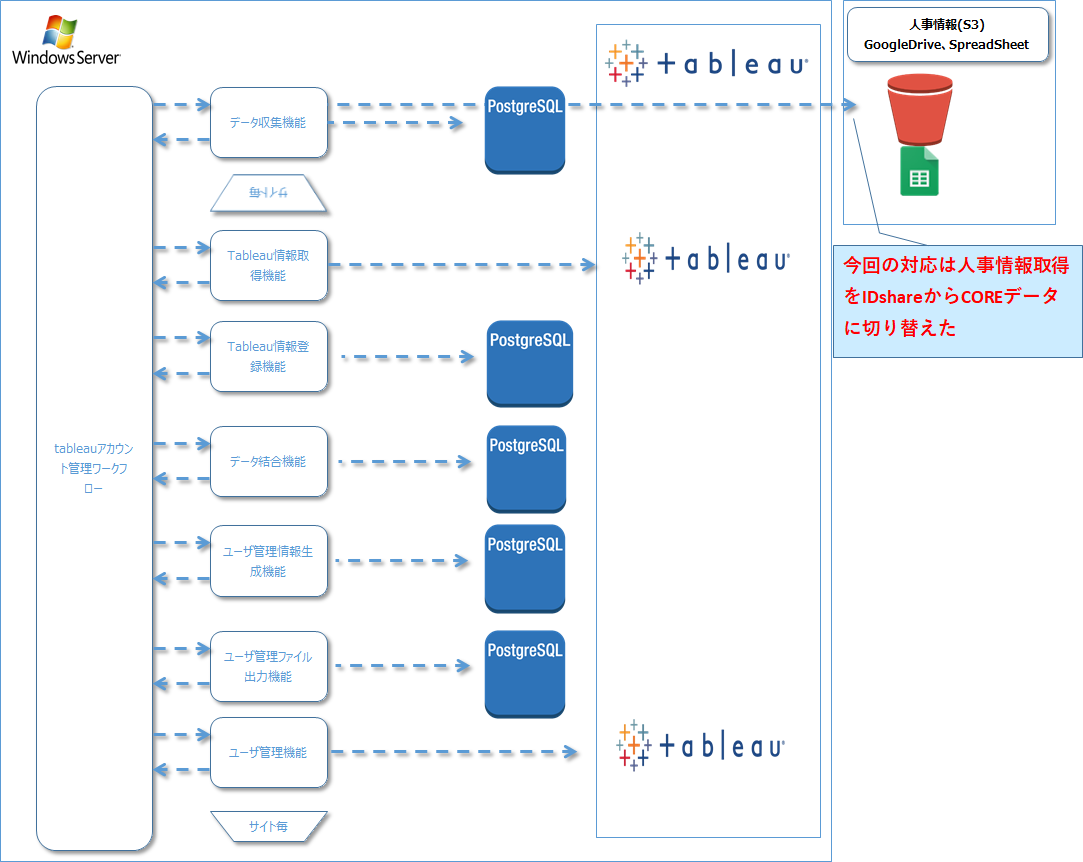 Windows Server
人事情報(S3)
GoogleDrive、SpreadSheet
+ableau
データ収集機能
PostgreSQL
サイト毎
Tableau情報取
得機能
+ableau
今回の対応は人事情報取得
をIDshareからCOREデータ
に切り替えた
Tableau情報登
録機能
PostgreSQL
tableauアカウン
ト管理ワークフ
ロー
データ結合機能
PostgreSQL
ユーザ管理情報生
成機能
PostgreSQL
ユーザ管理ファイル
出力機能
PostgreSQL
ユーザ管理機能
+ableau
サイト毎